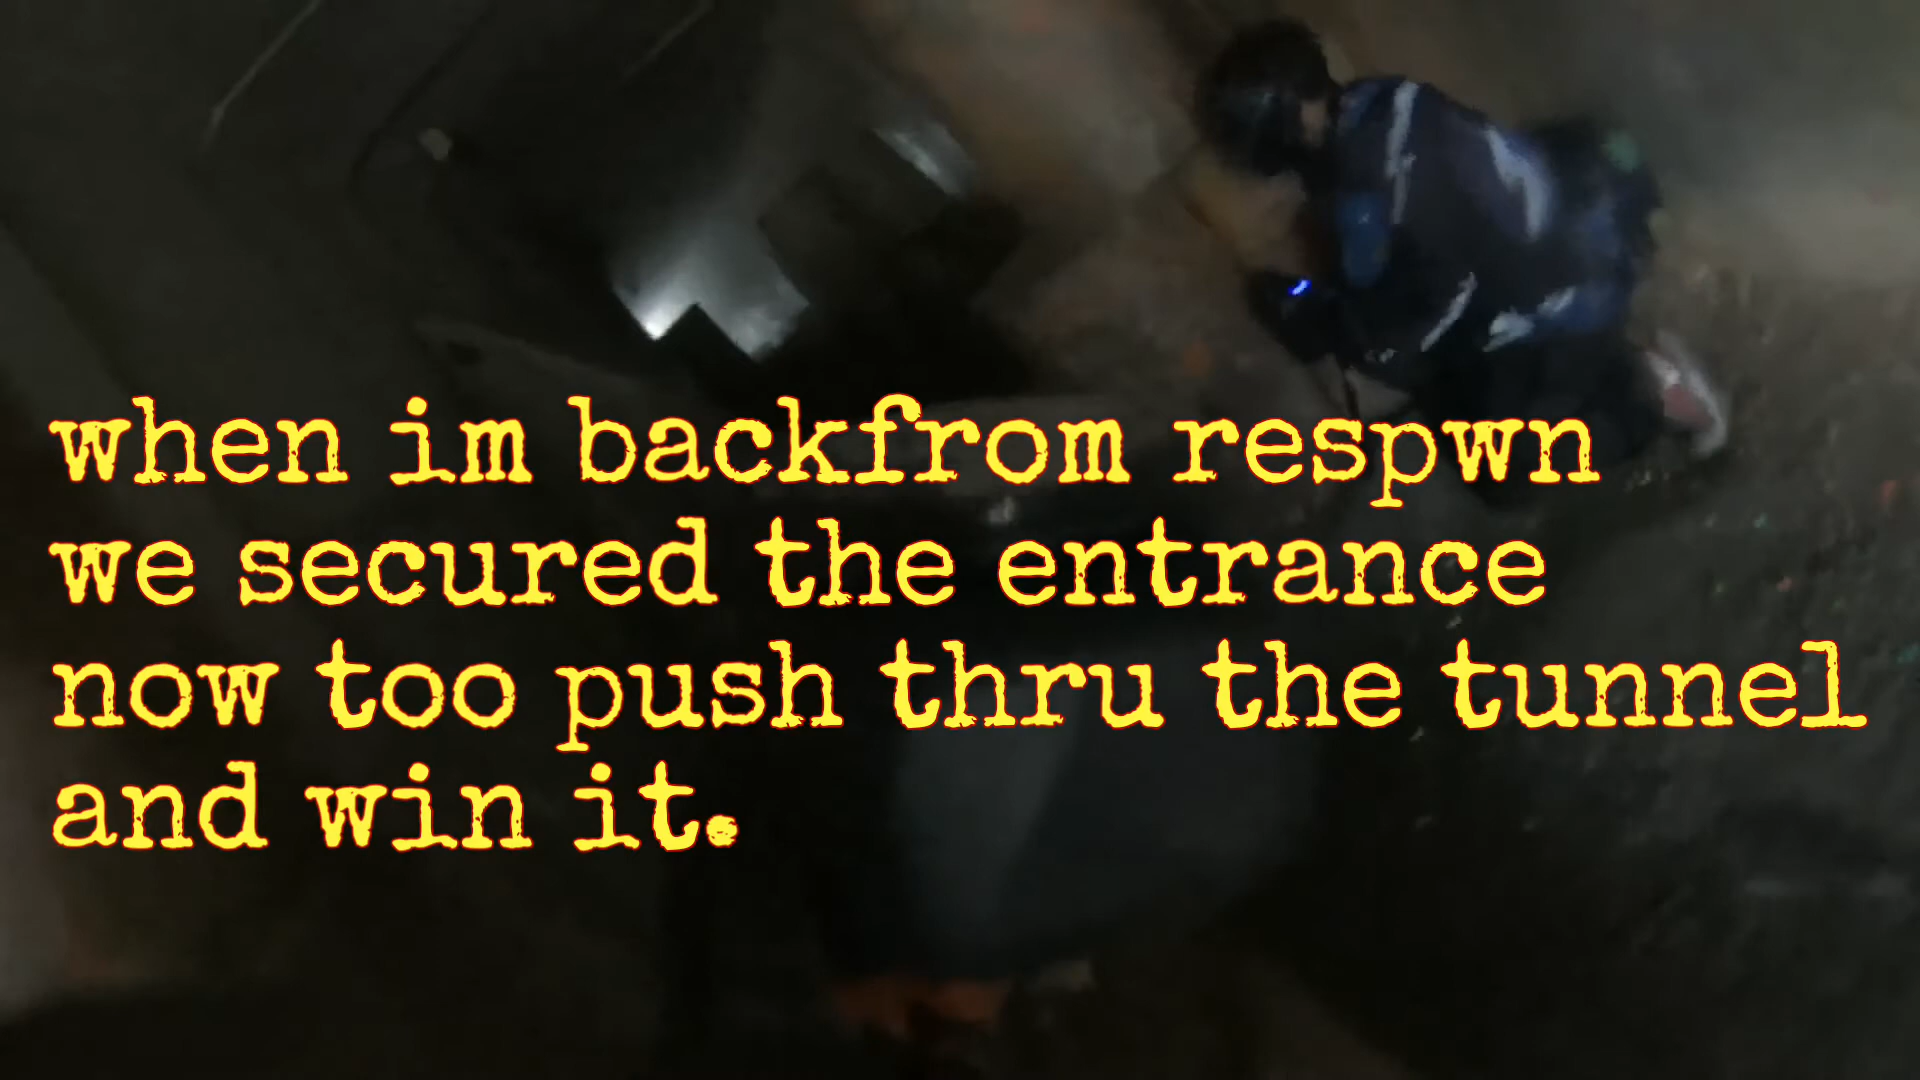 when im backfrom respwn
we secured the entrance
now too push thru the tunnel
and win it.